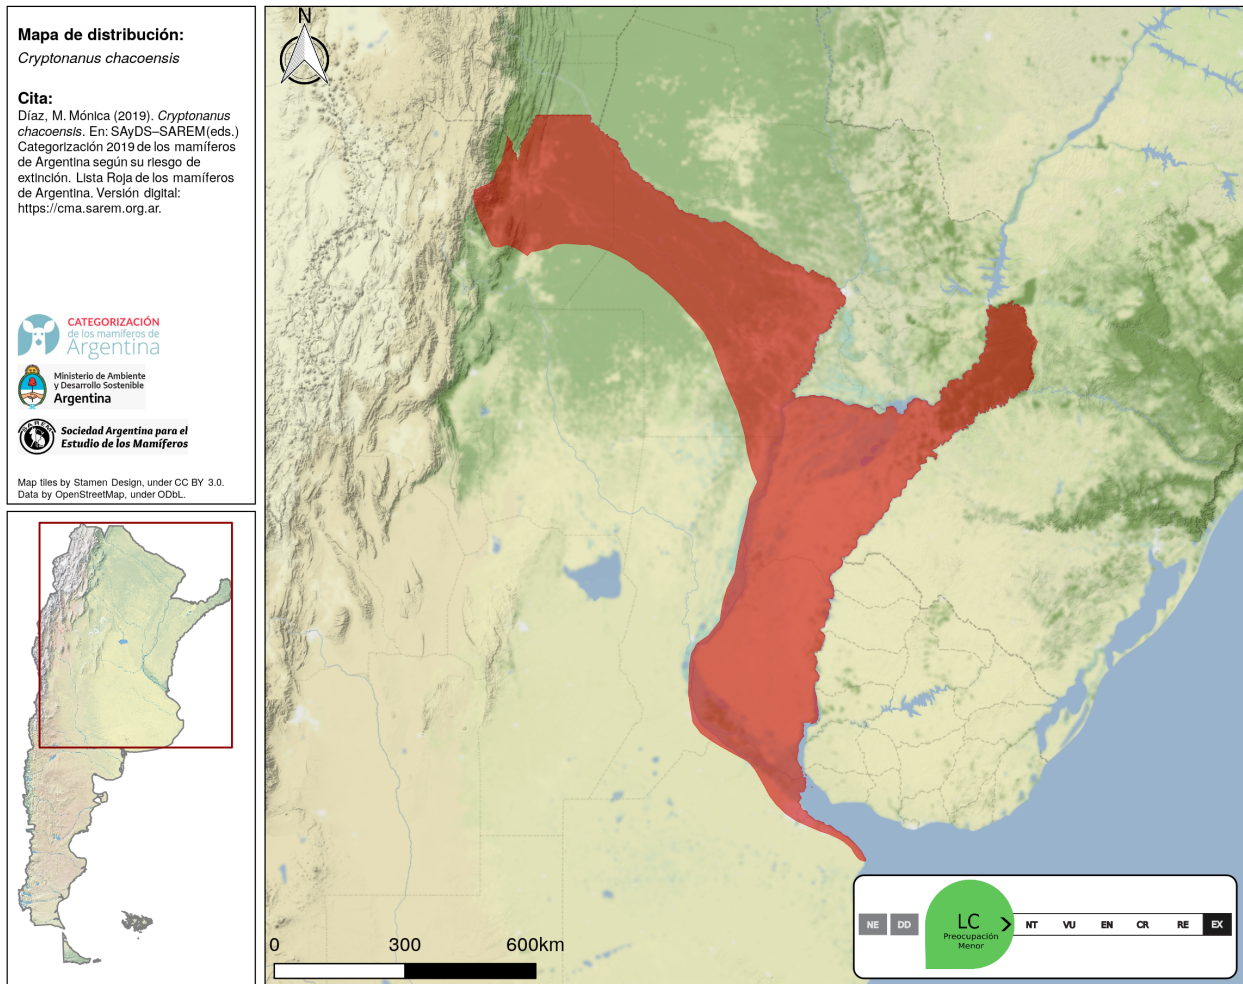 Mapa de distribución:
Cryptonanus chacoensis
Cita:
Díaz, M. Mónica (2019). Cryptonanus
chacoensis. En: SAyDS–SAREM(eds.)
Categorización 2019 de los mamíferos
de Argentina según su riesgo de
extinción. Lista Roja de los mamíferos
de Argentina. Versión digital:
https://cma.sarem.org.ar.
CATEGORIZACIÓN
de los mamíferos de
Argentina
Ministerio de Ambiente
y Desarrollo Sostenible
Argentina
SAREM
Sociedad Argentina para el
Estudio de los Mamíferos
Map tiles by Stamen Design, under CC BY 3.0.
Data by OpenStreetMap, under ODbL.
N
0 300 600km
NE DD LC NT VU EN CR RE EX
Preocupación
Menor